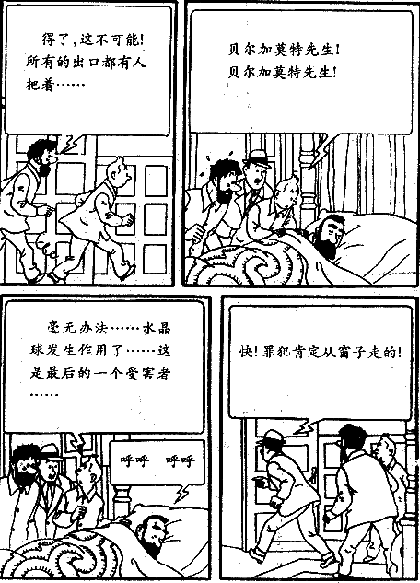 得了,这不可能!
所有的出口都有人
把着……
贝尔加莫特先生!
贝尔加莫特先生!
毫无办法……水晶
球发生作用了……这
是最后的一个受害者
……
呼呼 呼呼
快!罪犯肯定从窗子走的!